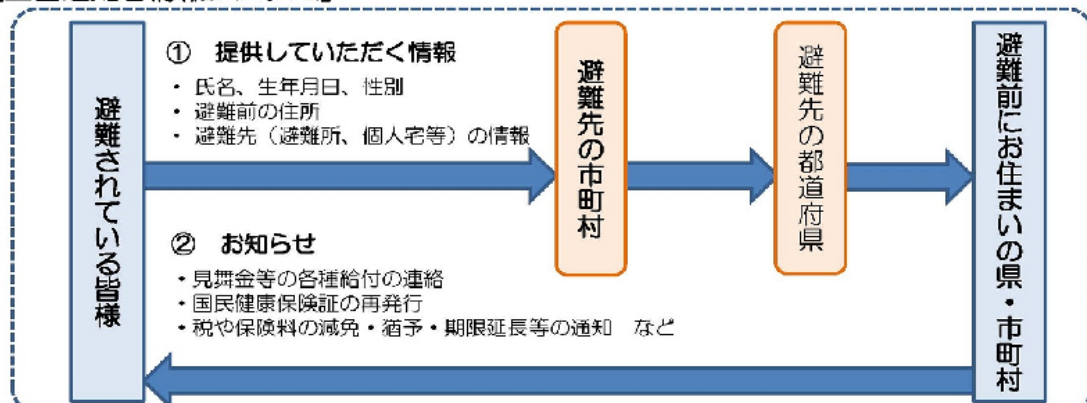 避難されている皆様
① 提供していただく情報
・ 氏名、生年月日、性別
・ 避難前の住所
・ 避難先（避難所、個人宅等）の情報
避難先の市町村
避難先の都道府県
避難前にお住まいの県・市町村
② お知らせ
・見舞金等の各種給付の連絡
・国民健康保険証の再発行
・税や保険料の減免・猶予・期限延長等の通知 など